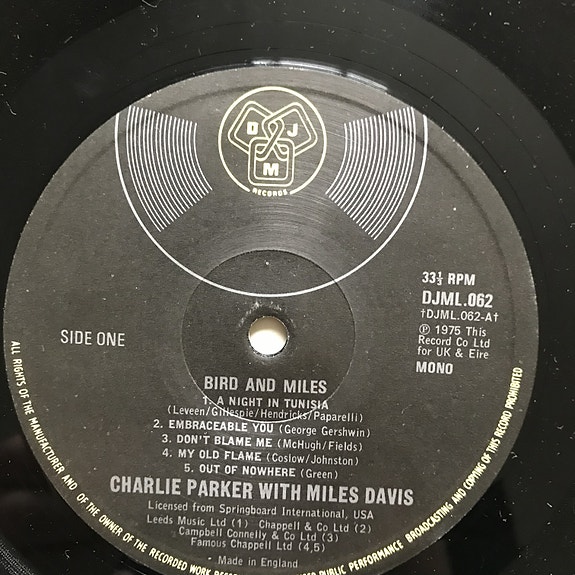 D J
M
RECORDS
33⅓ RPM
DJML.062
†DJML.062-A†
℗ 1975 This
Record Co Ltd
for UK & Eire
MONO
SIDE ONE
BIRD AND MILES
1. A NIGHT IN TUNISIA
(Leveen/Gillespie/Hendricks/Paparelli)
2. EMBRACEABLE YOU (George Gershwin)
3. DON'T BLAME ME (McHugh/Fields)
4. MY OLD FLAME (Coslow/Johnston)
5. OUT OF NOWHERE (Green)
CHARLIE PARKER WITH MILES DAVIS
Licensed from Springboard International, USA
Leeds Music Ltd (1) Chappell & Co Ltd (2)
Campbell Connelly & Co Ltd (3)
Famous Chappell Ltd (4,5)
Made in England
ALL RIGHTS OF THE MANUFACTURER AND OF THE OWNER OF THE RECORDED WORK PUBLIC PERFORMANCE BROADCASTING AND COPYING OF THIS RECORD PROHIBITED